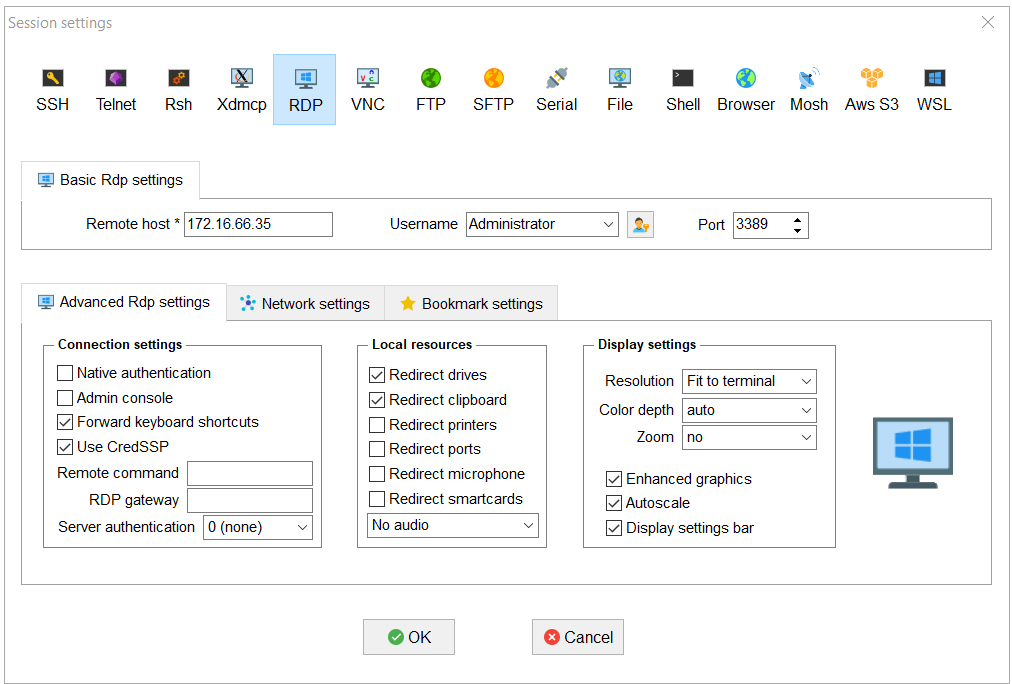 Session settings
SSH Telnet Rsh Xdmcp RDP VNC FTP SFTP Serial File Shell Browser Mosh Aws S3 WSL
Basic Rdp settings
Remote host * 172.16.66.35 Username Administrator Port 3389
Advanced Rdp settings Network settings Bookmark settings
Connection settings
Native authentication
Admin console
Forward keyboard shortcuts
Use CredSSP
Remote command
RDP gateway
Server authentication 0 (none)
Local resources
Redirect drives
Redirect clipboard
Redirect printers
Redirect ports
Redirect microphone
Redirect smartcards
No audio
Display settings
Resolution Fit to terminal
Color depth auto
Zoom no
Enhanced graphics
Autoscale
Display settings bar
OK Cancel